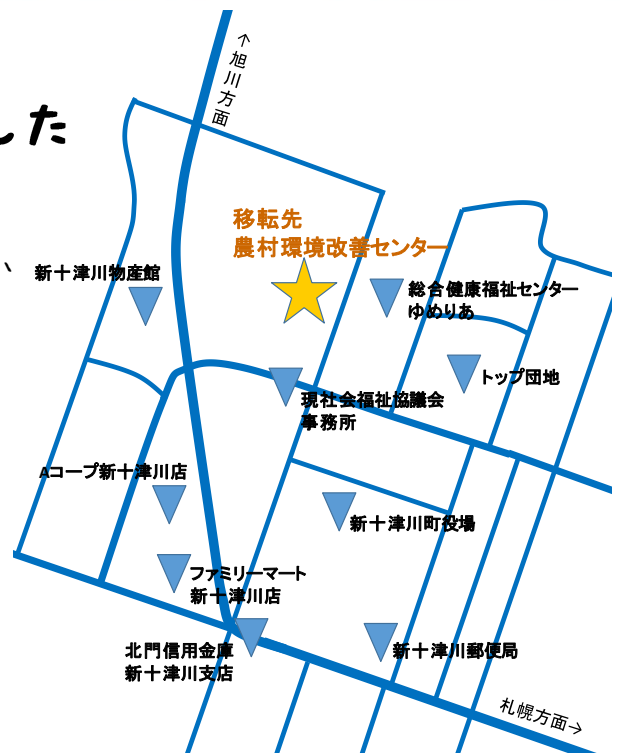 ↑旭川方面
した
移転先
農村環境改善センター
、
新十津川物産館
総合健康福祉センター
ゆめりあ
トップ団地
現社会福祉協議会
事務所
Aコープ新十津川店
新十津川町役場
ファミリーマート
新十津川店
北門信用金庫
新十津川支店
新十津川郵便局
札幌方面→